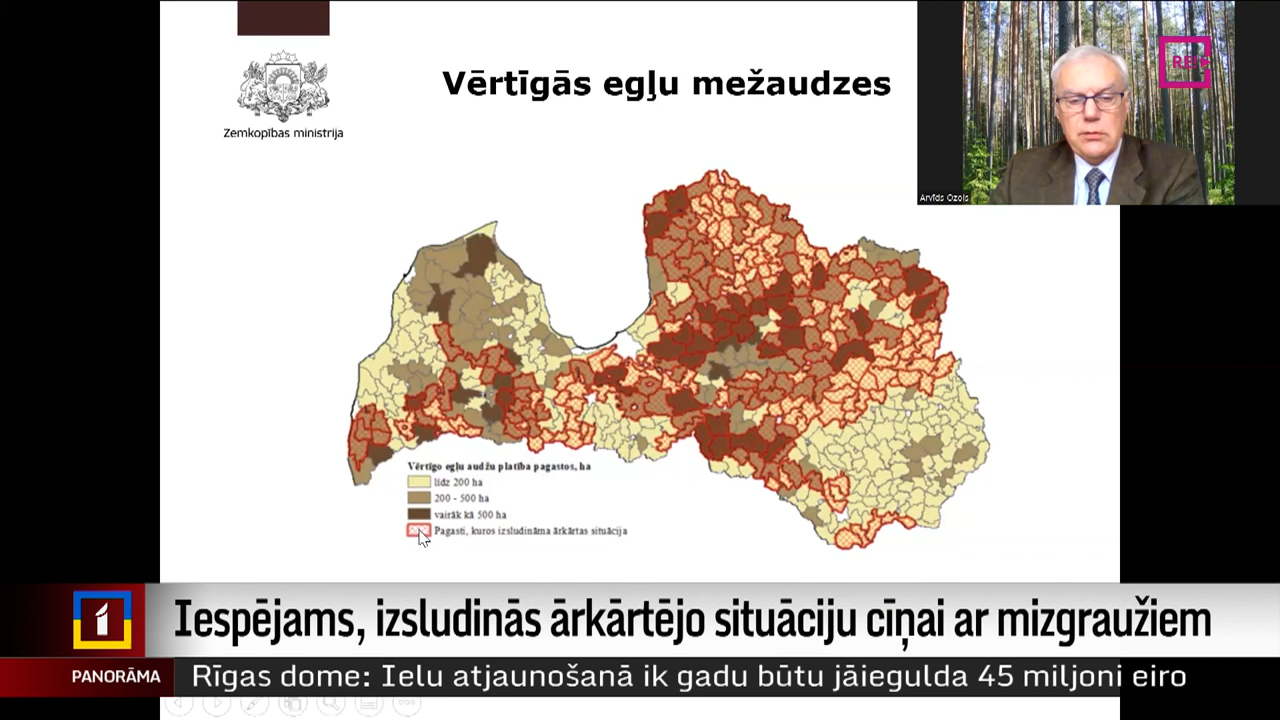 Vērtīgās egļu mežaudzes
Zemkopības ministrija
RE:
Arvīds Ozols
Vērtīgo egļu audžu platība pagastos, ha
līdz 200 ha
200 - 500 ha
vairāk kā 500 ha
Pagasti, kuros izsludināma ārkārtas situācija
1
Iespējams, izsludinās ārkārtējo situāciju cīņai ar mizgraužiem
PANORĀMA
Rīgas dome: Ielu atjaunošanā ik gadu būtu jāiegulda 45 miljoni eiro